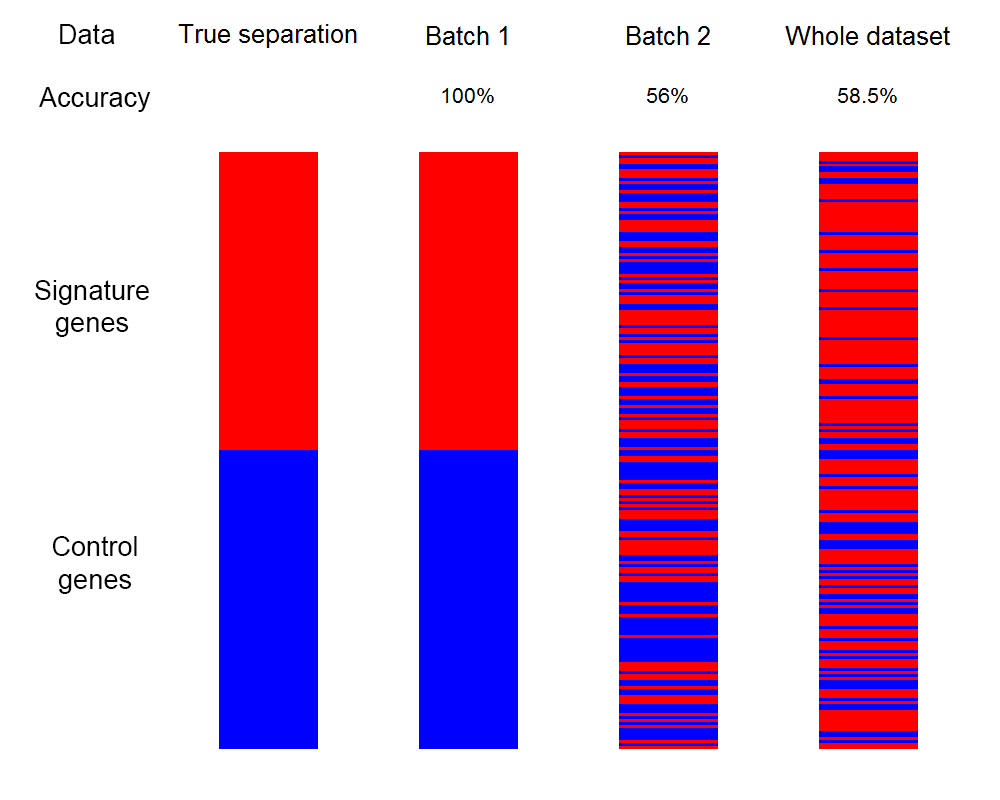 Data True separation Batch 1 Batch 2 Whole dataset
Accuracy 100% 56% 58.5%
Signature
genes
Control
genes